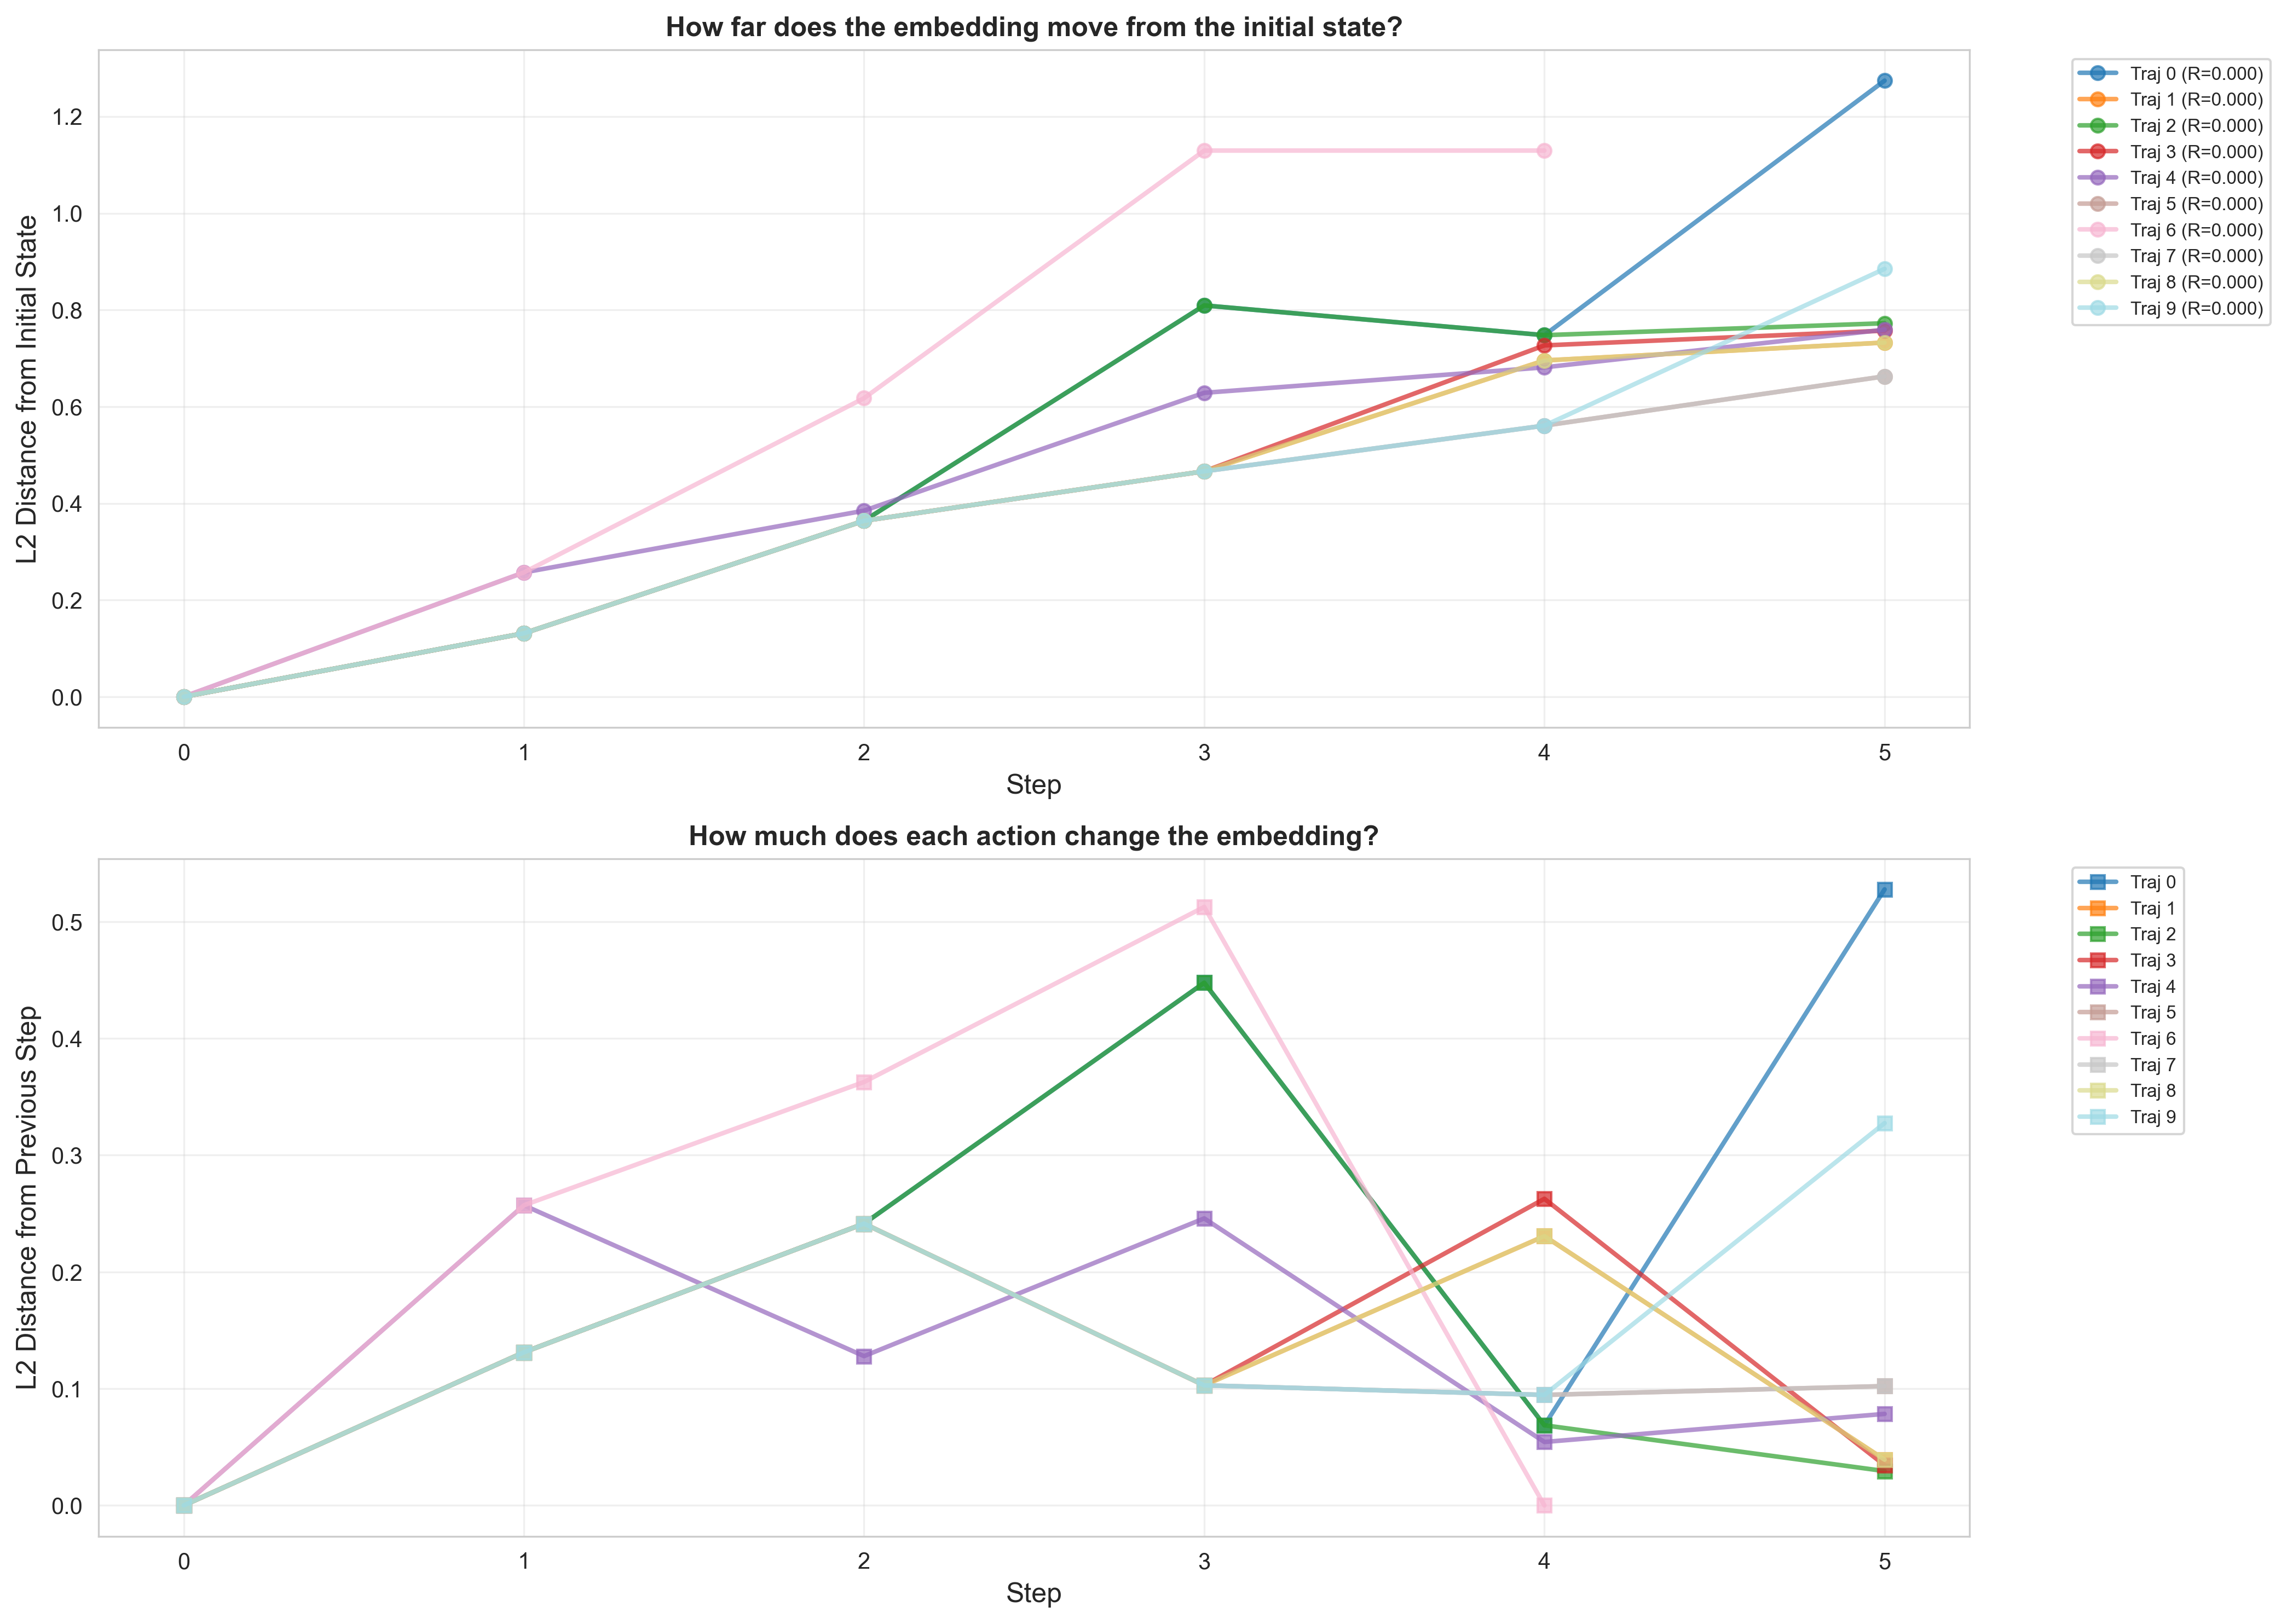 How far does the embedding move from the initial state?
L2 Distance from Initial State
1.2
1.0
0.8
0.6
0.4
0.2
0.0
0 1 2 3 4 5
Step
Traj 0 (R=0.000)
Traj 1 (R=0.000)
Traj 2 (R=0.000)
Traj 3 (R=0.000)
Traj 4 (R=0.000)
Traj 5 (R=0.000)
Traj 6 (R=0.000)
Traj 7 (R=0.000)
Traj 8 (R=0.000)
Traj 9 (R=0.000)
How much does each action change the embedding?
L2 Distance from Previous Step
0.5
0.4
0.3
0.2
0.1
0.0
0 1 2 3 4 5
Step
Traj 0
Traj 1
Traj 2
Traj 3
Traj 4
Traj 5
Traj 6
Traj 7
Traj 8
Traj 9